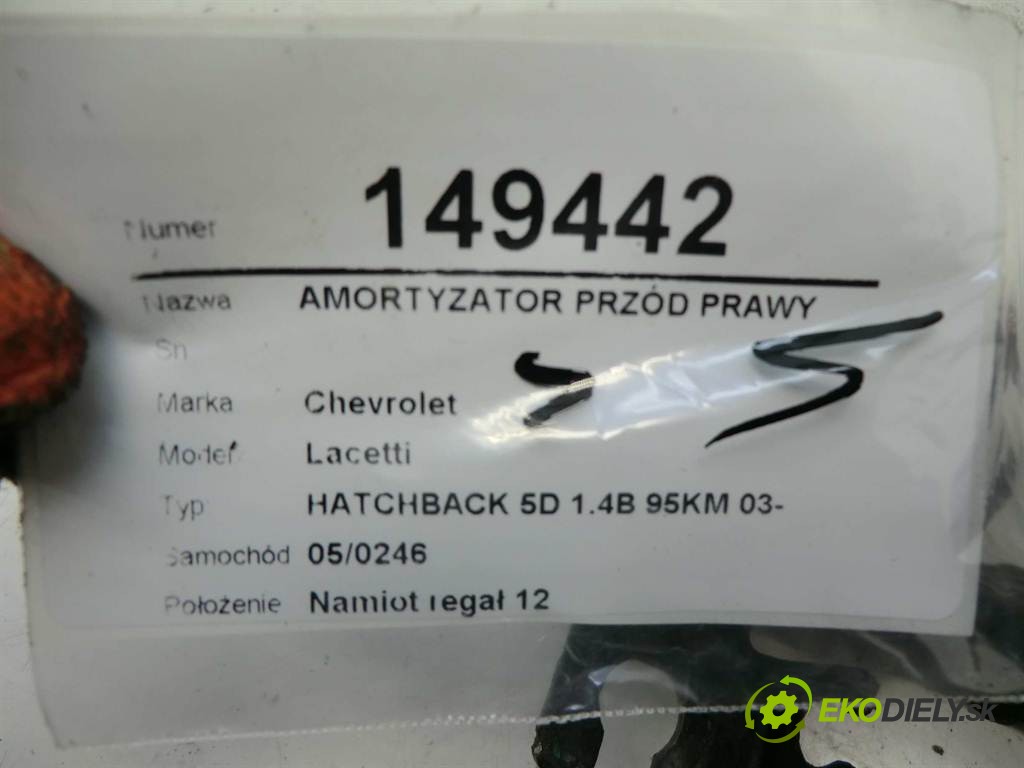 Numer 149442
Nazwa AMORTYZATOR PRZÓD PRAWY
Sn
Marka Chevrolet
Model Lacetti
Typ HATCHBACK 5D 1.4B 95KM 03-
Samochód 05/0246
Położenie Namiot regał 12
EKODIELY.sk